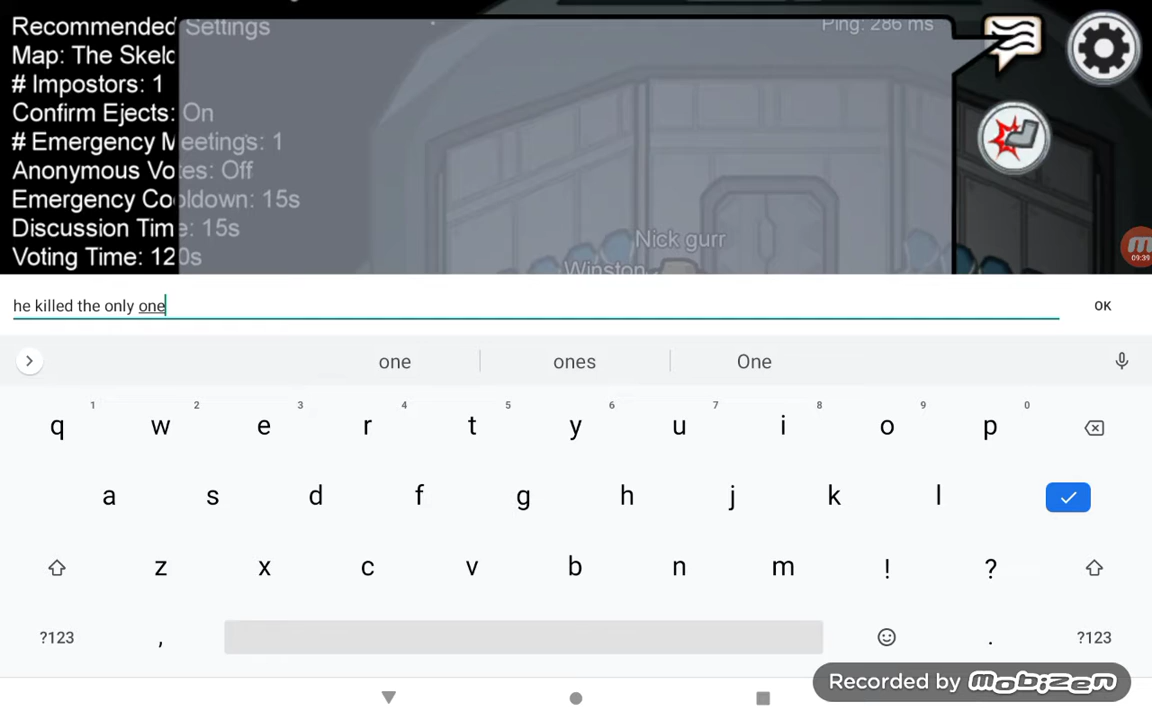 Recommended Settings
Ping: 286 ms
Map: The Skeld
# Impostors: 1
Confirm Ejects: On
# Emergency Meetings: 1
Anonymous Votes: Off
Emergency Cooldown: 15s
Discussion Time: 15s
Voting Time: 120s
Nick gurr
Winston
09:39
he killed the only one
OK
one ones One
1 2 3 4 5 6 7 8 9 0
q w e r t y u i o p
a s d f g h j k l
z x c v b n m ! ?
?123 , . ?123
Recorded by mobizen